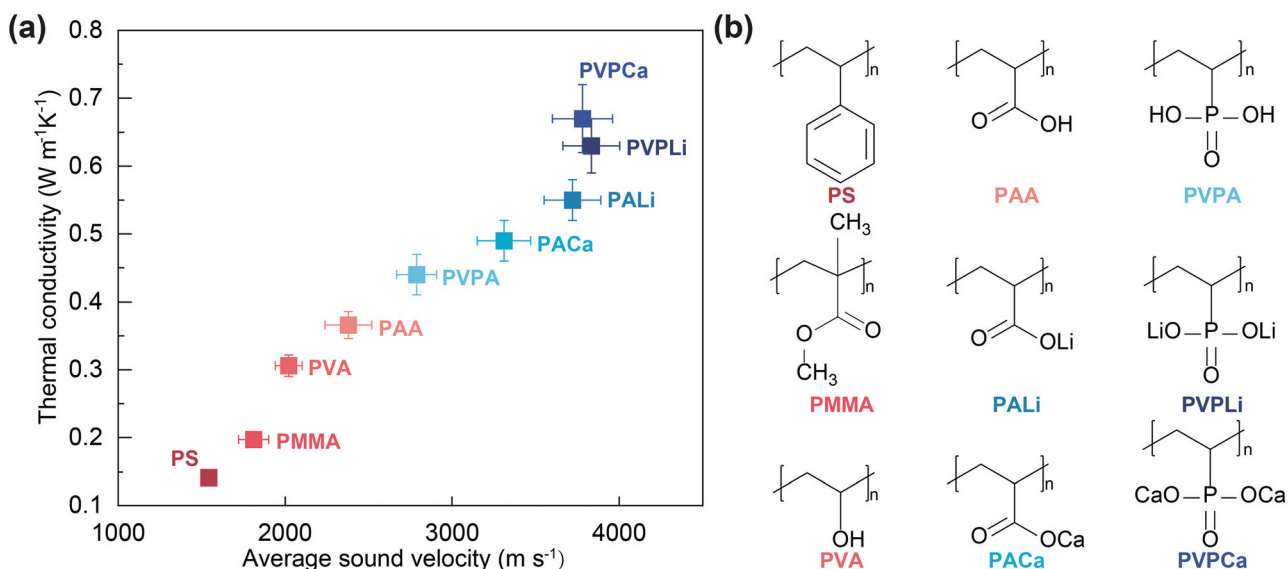 (a)
Thermal conductivity (W m⁻¹K⁻¹)
0.8
0.7
0.6
0.5
0.4
0.3
0.2
0.1
PVPCa
PVPLi
PALi
PACa
PVPA
PAA
PVA
PMMA
PS
1000 2000 3000 4000
Average sound velocity (m s⁻¹)
(b)
n
PS
n
O OH
PAA
n
HO P OH
O
PVPA
CH₃
n
O O
CH₃
PMMA
n
O OLi
PALi
n
LiO P OLi
O
PVPLi
n
OH
PVA
n
O OCa
PACa
n
CaO P OCa
O
PVPCa